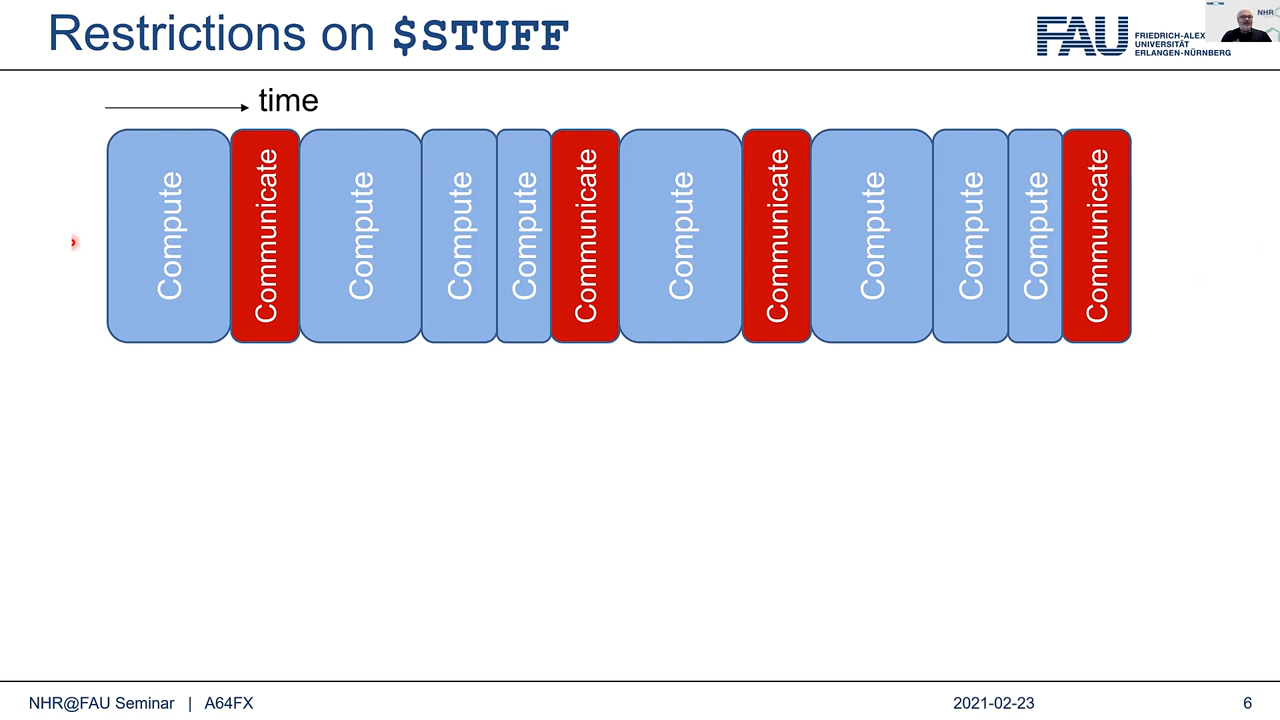 Restrictions on $STUFF
FAU
FRIEDRICH-ALEX
UNIVERSITÄT
ERLANGEN-NÜRNBERG
NHR
time
Compute
Communicate
Compute
Compute
Compute
Communicate
Compute
Communicate
Compute
Compute
Compute
Communicate
NHR@FAU Seminar | A64FX
2021-02-23
6